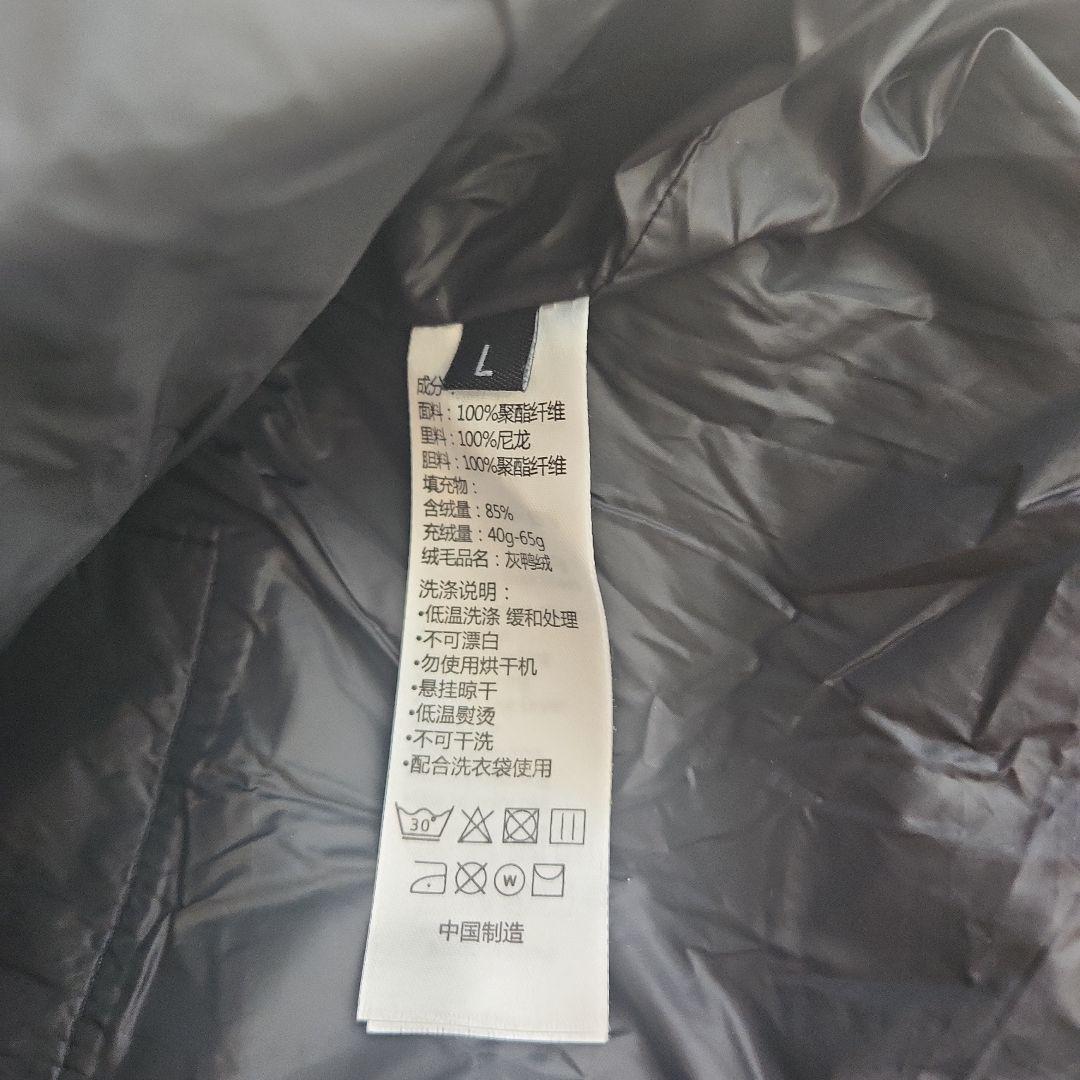 L
成分:
面料:100%聚酯纤维
里料:100%尼龙
胆料:100%聚酯纤维
填充物:
含绒量:85%
充绒量:40g-65g
绒毛品名:灰鸭绒
洗涤说明:
•低温洗涤 缓和处理
•不可漂白
•勿使用烘干机
•悬挂晾干
•低温熨烫
•不可干洗
•配合洗衣袋使用
30°
W
中国制造